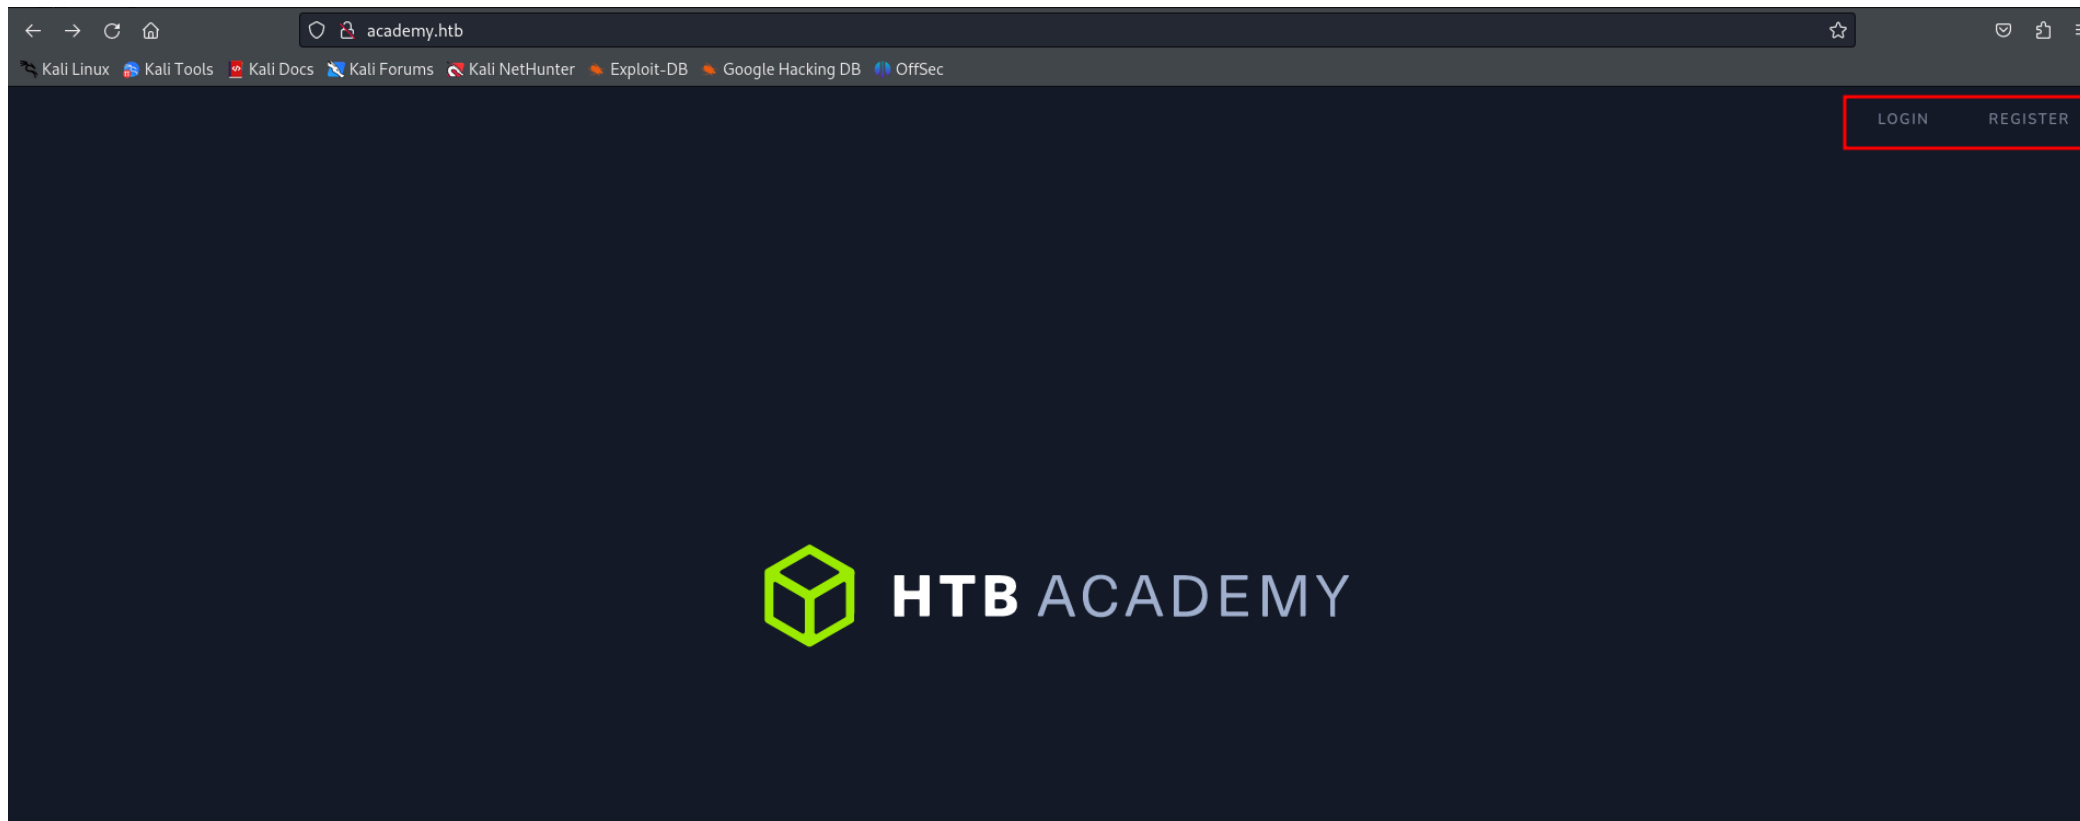 academy.htb
Kali Linux Kali Tools Kali Docs Kali Forums Kali NetHunter Exploit-DB Google Hacking DB OffSec
LOGIN REGISTER
HTB ACADEMY